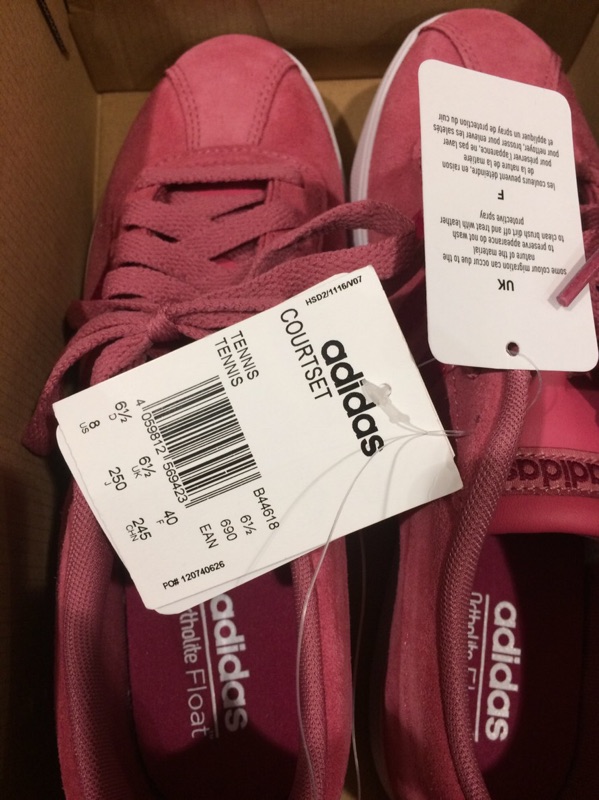 adidas
COURTSET
HSD2/1116/V07
TENNIS
TENNIS
B44618
4 059812 569423
6½
690
EAN
6½
D
6½
UK
40
F
8
US
250
J
245
CHN
PO# 120740626
UK
some colour migration can occur due to the
nature of the material
to preserve appearance do not wash
to clean brush dirt off and treat with leather
protective spray
F
les couleurs peuvent déteindre, en raison
de la nature de la matière
pour préserver l'apparence, ne pas laver
pour nettoyer, brosser pour enlever les saletés
et appliquer un spray de protection du cuir
adidas
adidas
Ortholite Float
adidas
Ortholite